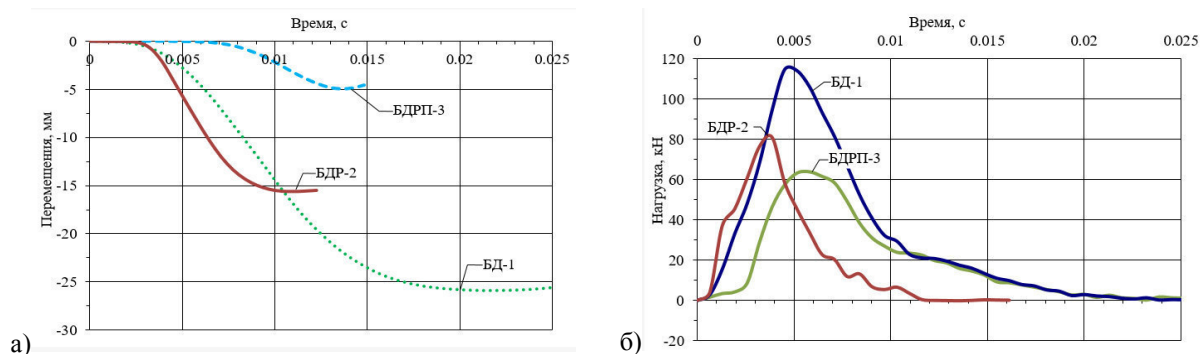 Время, с
0
0.005
0.01
0.015
0.02
0.025
0
-5
-10
-15
-20
-25
-30
Перемещения, мм
БДРП-3
БДР-2
БД-1
а)
Время, с
0
0.005
0.01
0.015
0.02
0.025
120
100
80
60
40
20
0
-20
Нагрузка, кН
БД-1
БДР-2
БДРП-3
б)